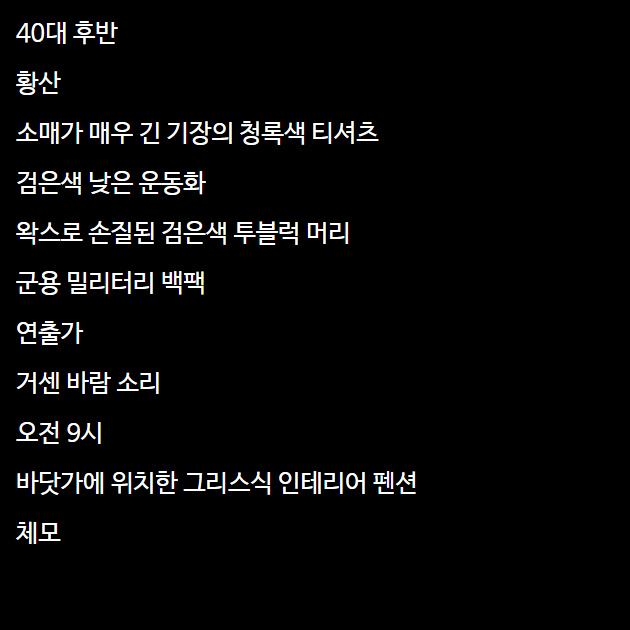 40대 후반
황산
소매가 매우 긴 기장의 청록색 티셔츠
검은색 낮은 운동화
왁스로 손질된 검은색 투블럭 머리
군용 밀리터리 백팩
연출가
거센 바람 소리
오전 9시
바닷가에 위치한 그리스식 인테리어 펜션
체모